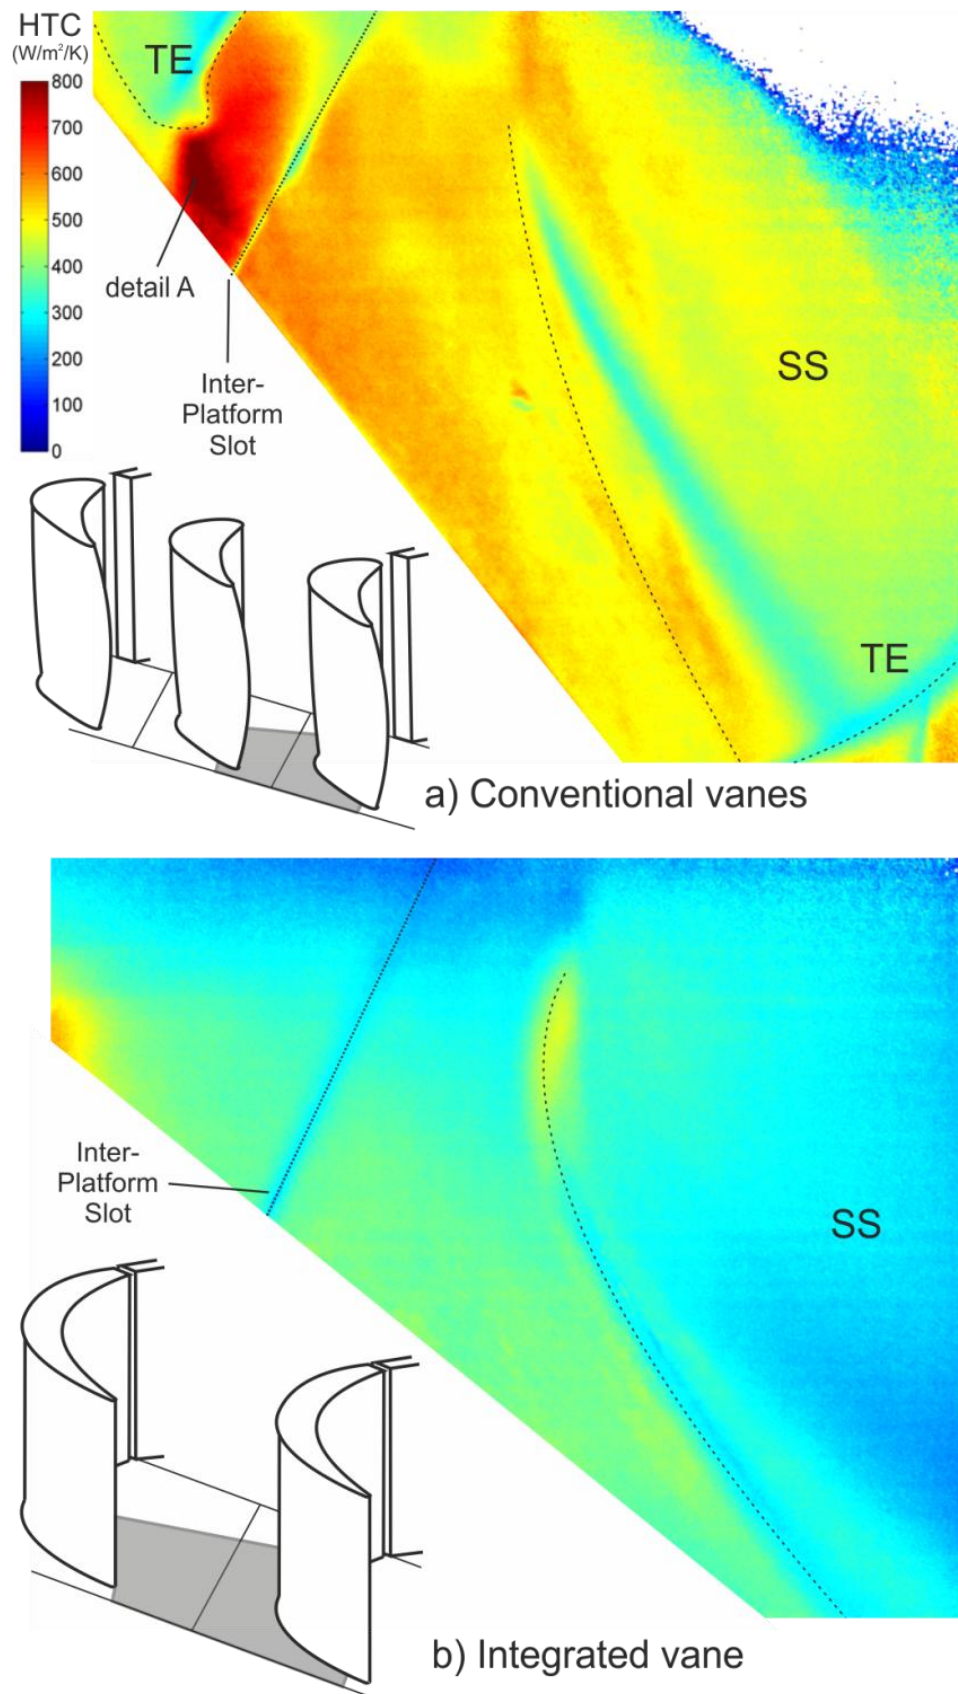 HTC
(W/m²/K)
800
700
600
500
400
300
200
100
0
TE
detail A
Inter-
Platform
Slot
SS
TE
a) Conventional vanes
Inter-
Platform
Slot
SS
b) Integrated vane